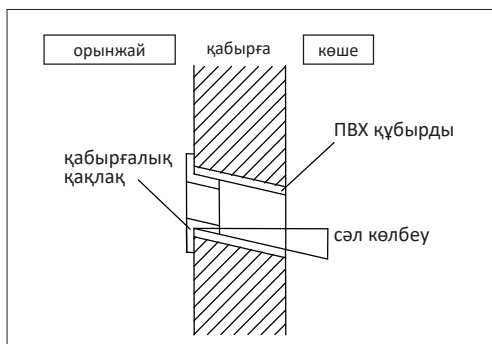 орынжай
қабырға
көше
ПВХ құбырды
қабырғалық
қақлақ
сәл көлбеу